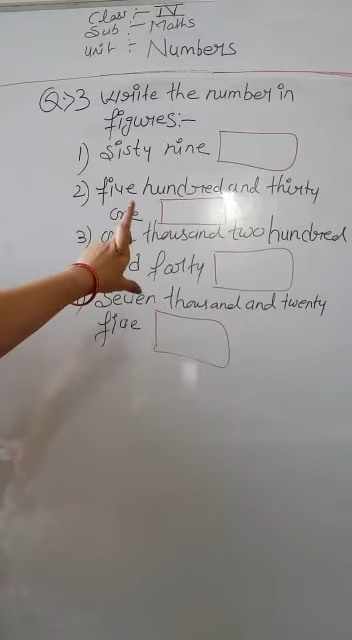 Class :- IV
Sub :- Maths
Unit :- Numbers
Q:>3 Write the number in
figures:-
1) Sisty nine
2) five hundred and thirty
one
3) thousand two hundred
forty
Seven thousand and twenty
five